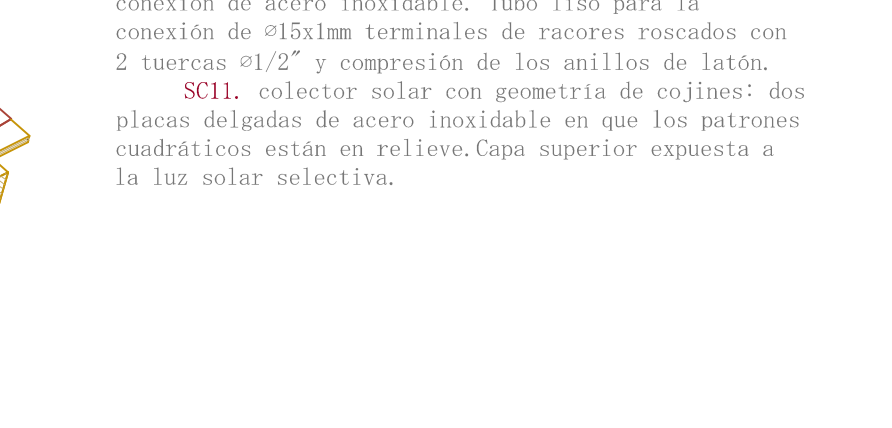 conexión de acero inoxidable. Tubo liso para la
conexión de ∅15x1mm terminales de racores roscados con
2 tuercas ∅1/2″ y compresión de los anillos de latón.
SC11. colector solar con geometría de cojines: dos
placas delgadas de acero inoxidable en que los patrones
cuadráticos están en relieve.Capa superior expuesta a
la luz solar selectiva.